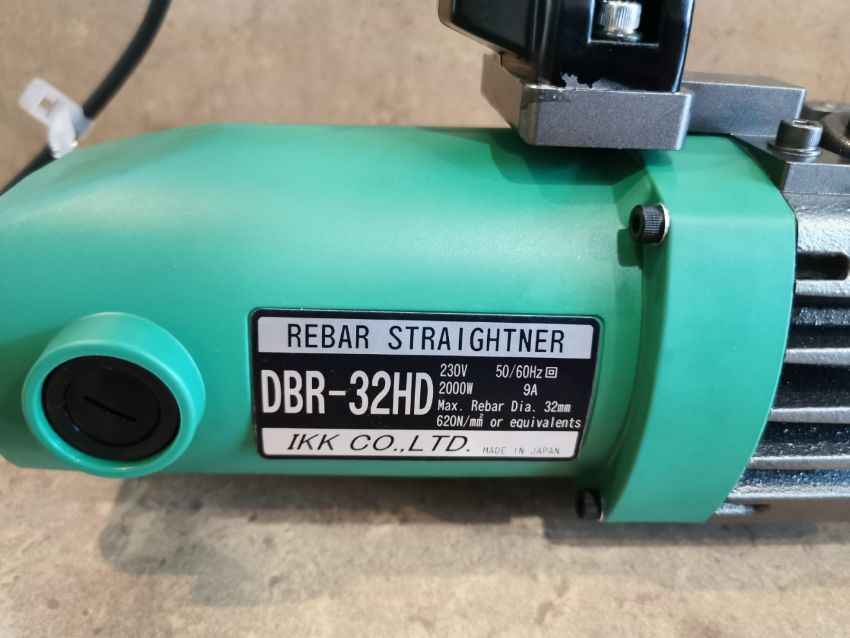 REBAR STRAIGHTNER
DBR-32HD
230V 50/60Hz
2000W 9A
Max. Rebar Dia. 32mm
620N/mm² or equivalents
IKK CO.,LTD. MADE IN JAPAN